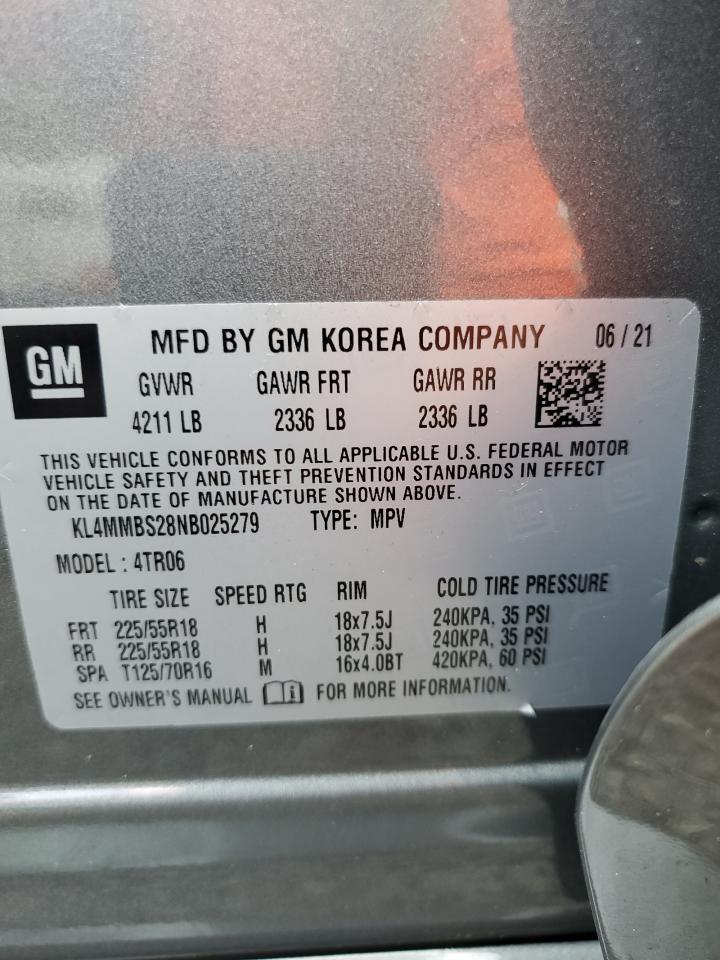 GM
MFD BY GM KOREA COMPANY 06 / 21
GVWR GAWR FRT GAWR RR
4211 LB 2336 LB 2336 LB
THIS VEHICLE CONFORMS TO ALL APPLICABLE U.S. FEDERAL MOTOR
VEHICLE SAFETY AND THEFT PREVENTION STANDARDS IN EFFECT
ON THE DATE OF MANUFACTURE SHOWN ABOVE.
KL4MMBS28NB025279 TYPE: MPV
MODEL : 4TR06
TIRE SIZE SPEED RTG RIM COLD TIRE PRESSURE
FRT 225/55R18 H 18x7.5J 240KPA, 35 PSI
RR 225/55R18 H 18x7.5J 240KPA, 35 PSI
SPA T125/70R16 M 16x4.0BT 420KPA, 60 PSI
SEE OWNER'S MANUAL FOR MORE INFORMATION.